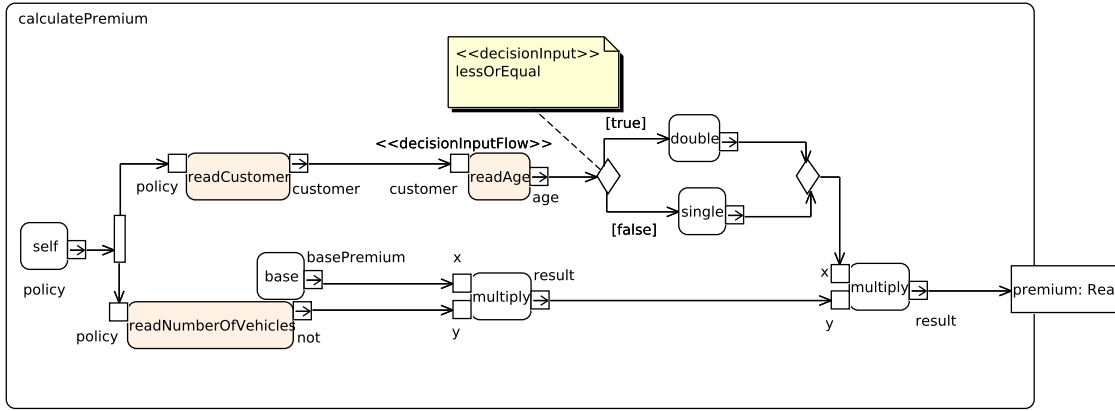 calculatePremium
<<decisionInput>>
lessOrEqual
[true]
double
<<decisionInputFlow>>
policy
readCustomer
customer
customer
readAge
age
single
[false]
self
policy
base
basePremium
x
multiply
result
y
policy
readNumberOfVehicles
not
x
multiply
y
result
premium: Rea